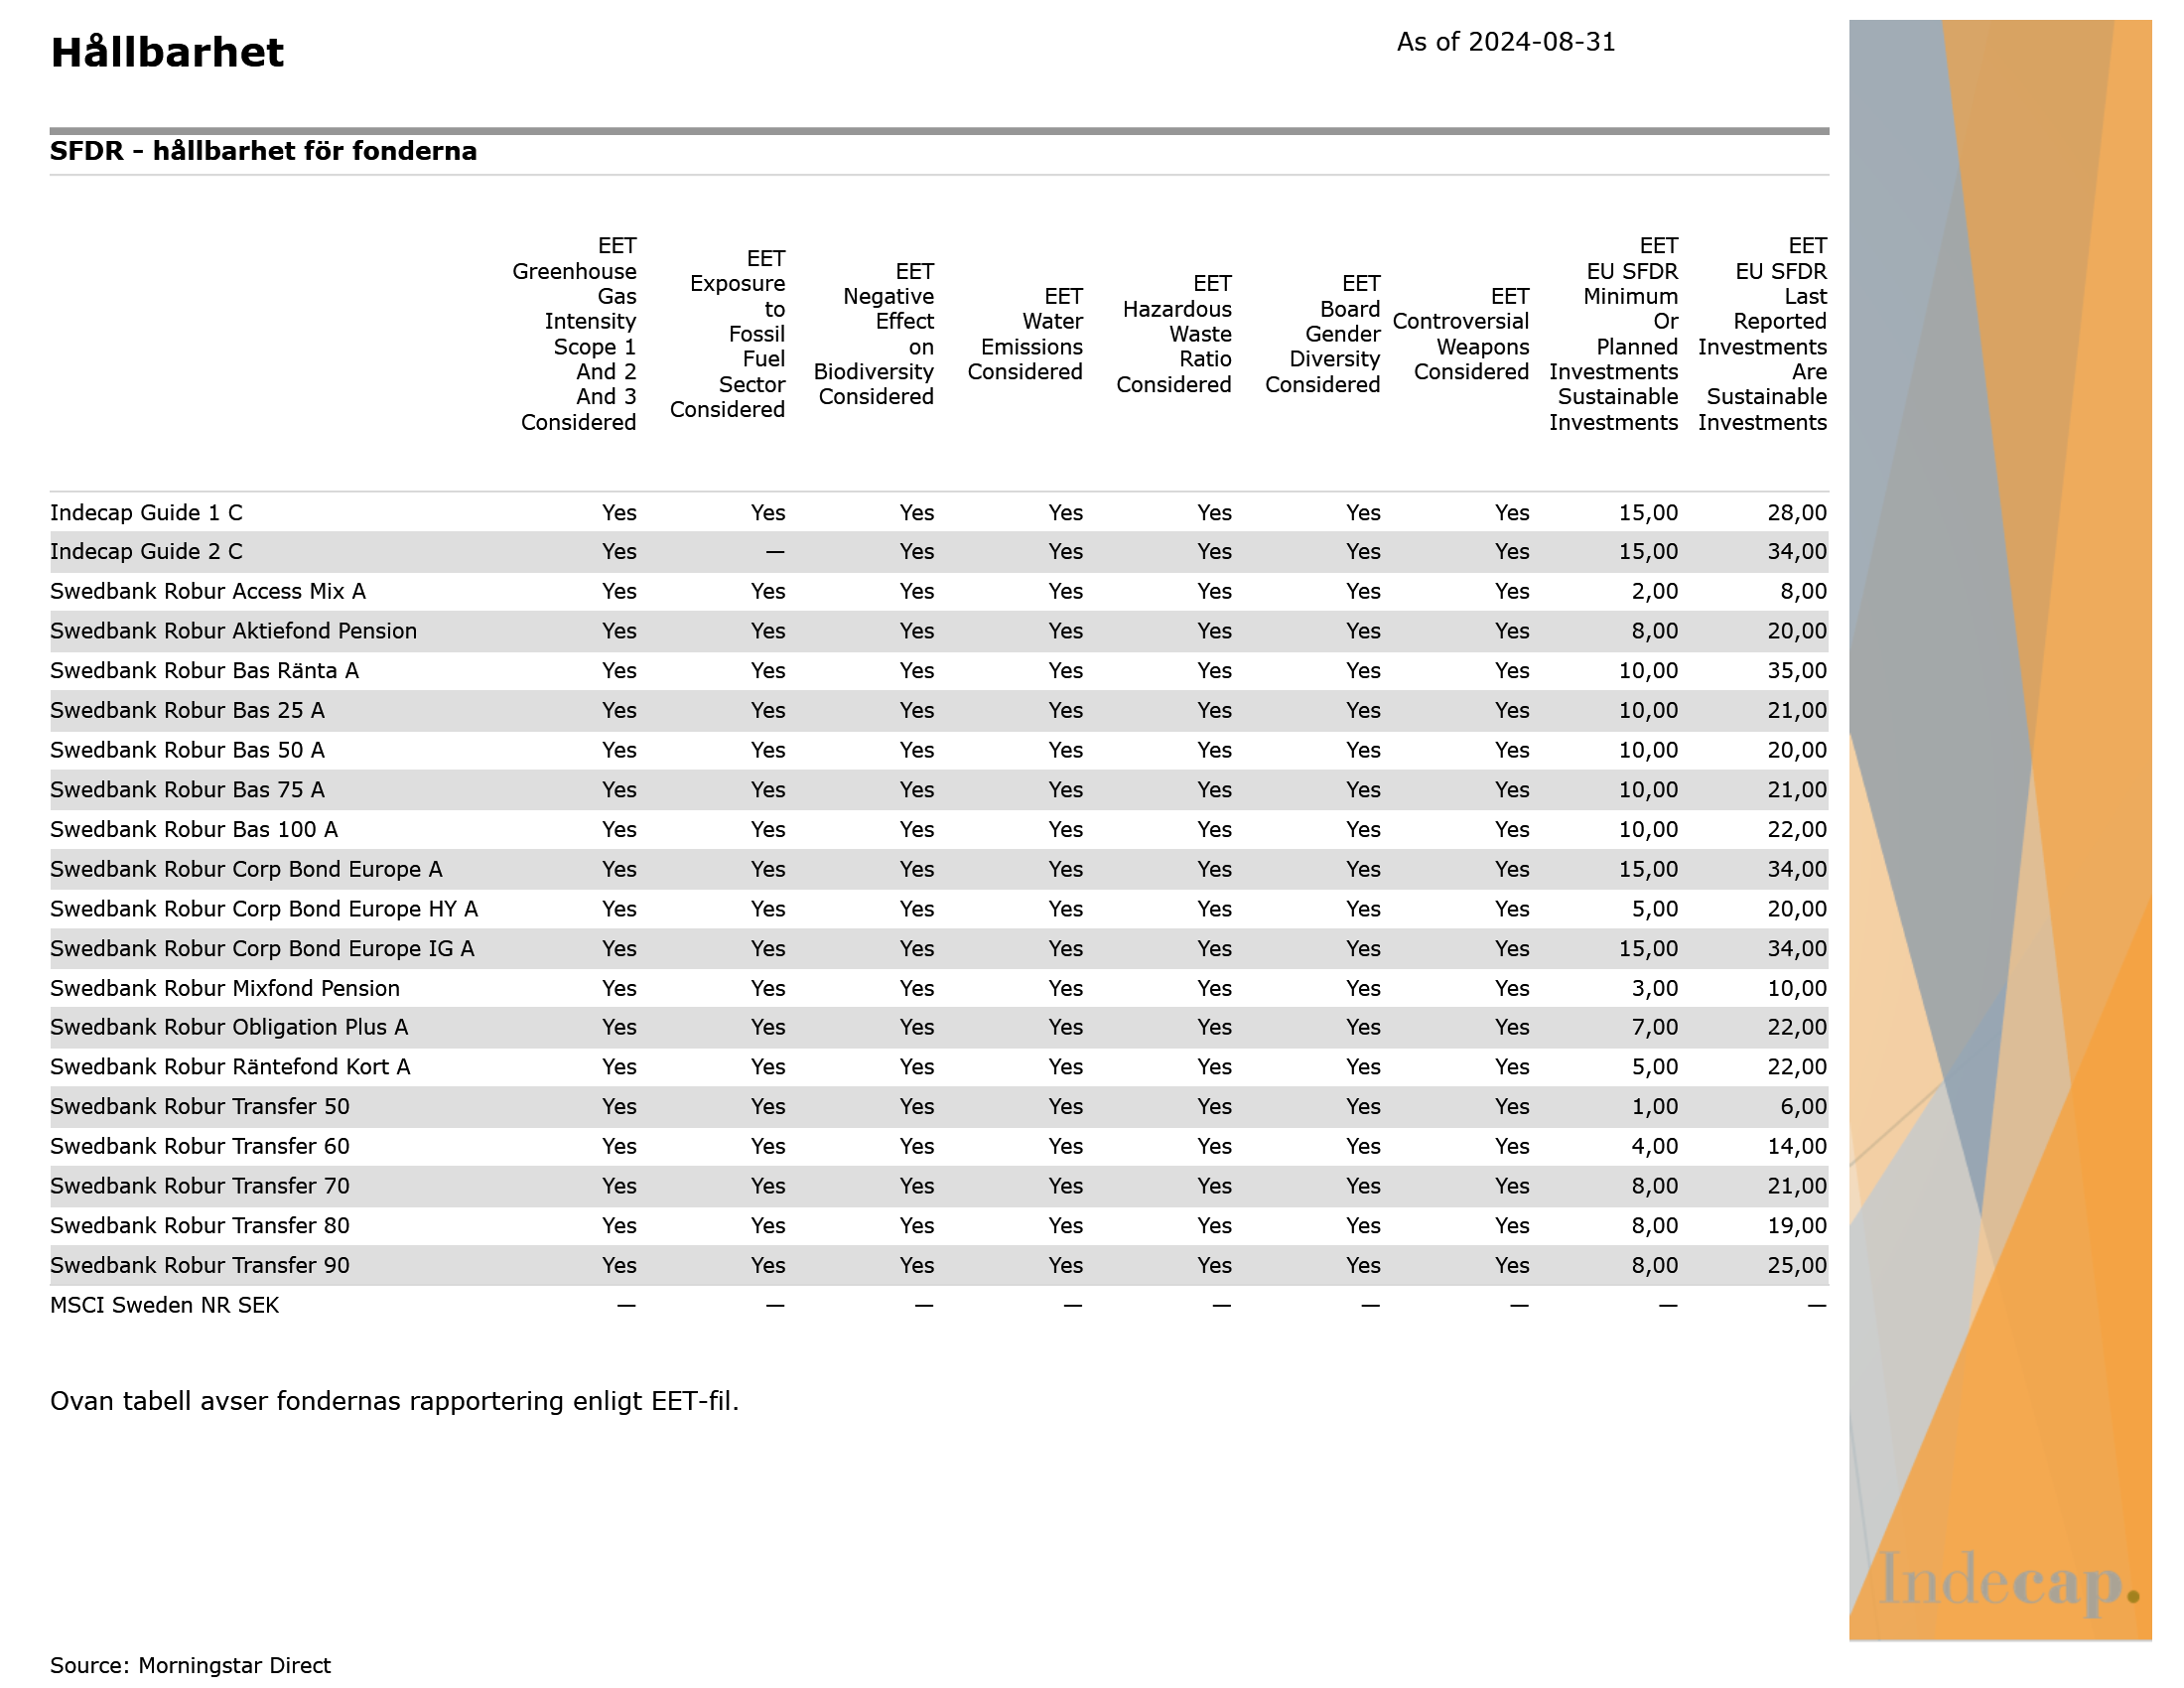 Hållbarhet
As of 2024-08-31
SFDR - hållbarhet för fonderna
EET Greenhouse Gas Intensity Scope 1 And 2 And 3 Considered
EET Exposure to Fossil Fuel Sector Considered
EET Negative Effect on Biodiversity Considered
EET Water Emissions Considered
EET Hazardous Waste Ratio Considered
EET Board Gender Diversity Considered
EET Controversial Weapons Considered
EET EU SFDR Minimum Or Planned Investments Sustainable Investments
EET EU SFDR Last Reported Investments Are Sustainable Investments
Indecap Guide 1 C Yes Yes Yes Yes Yes Yes Yes 15,00 28,00
Indecap Guide 2 C Yes — Yes Yes Yes Yes Yes 15,00 34,00
Swedbank Robur Access Mix A Yes Yes Yes Yes Yes Yes Yes 2,00 8,00
Swedbank Robur Aktiefond Pension Yes Yes Yes Yes Yes Yes Yes 8,00 20,00
Swedbank Robur Bas Ränta A Yes Yes Yes Yes Yes Yes Yes 10,00 35,00
Swedbank Robur Bas 25 A Yes Yes Yes Yes Yes Yes Yes 10,00 21,00
Swedbank Robur Bas 50 A Yes Yes Yes Yes Yes Yes Yes 10,00 20,00
Swedbank Robur Bas 75 A Yes Yes Yes Yes Yes Yes Yes 10,00 21,00
Swedbank Robur Bas 100 A Yes Yes Yes Yes Yes Yes Yes 10,00 22,00
Swedbank Robur Corp Bond Europe A Yes Yes Yes Yes Yes Yes Yes 15,00 34,00
Swedbank Robur Corp Bond Europe HY A Yes Yes Yes Yes Yes Yes Yes 5,00 20,00
Swedbank Robur Corp Bond Europe IG A Yes Yes Yes Yes Yes Yes Yes 15,00 34,00
Swedbank Robur Mixfond Pension Yes Yes Yes Yes Yes Yes Yes 3,00 10,00
Swedbank Robur Obligation Plus A Yes Yes Yes Yes Yes Yes Yes 7,00 22,00
Swedbank Robur Räntefond Kort A Yes Yes Yes Yes Yes Yes Yes 5,00 22,00
Swedbank Robur Transfer 50 Yes Yes Yes Yes Yes Yes Yes 1,00 6,00
Swedbank Robur Transfer 60 Yes Yes Yes Yes Yes Yes Yes 4,00 14,00
Swedbank Robur Transfer 70 Yes Yes Yes Yes Yes Yes Yes 8,00 21,00
Swedbank Robur Transfer 80 Yes Yes Yes Yes Yes Yes Yes 8,00 19,00
Swedbank Robur Transfer 90 Yes Yes Yes Yes Yes Yes Yes 8,00 25,00
MSCI Sweden NR SEK — — — — — — — — —
Ovan tabell avser fondernas rapportering enligt EET-fil.
Indecap.
Source: Morningstar Direct